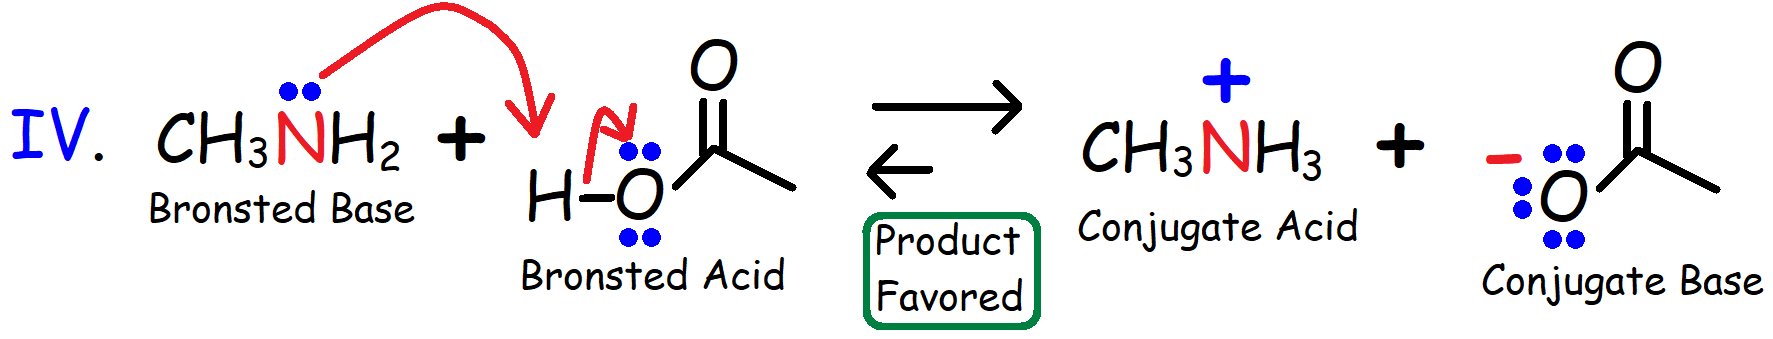 IV. CH₃NH₂ + H–O O ⟶ CH₃NH₃ + + – O O
Bronsted Base
Bronsted Acid
Product
Favored
Conjugate Acid
Conjugate Base